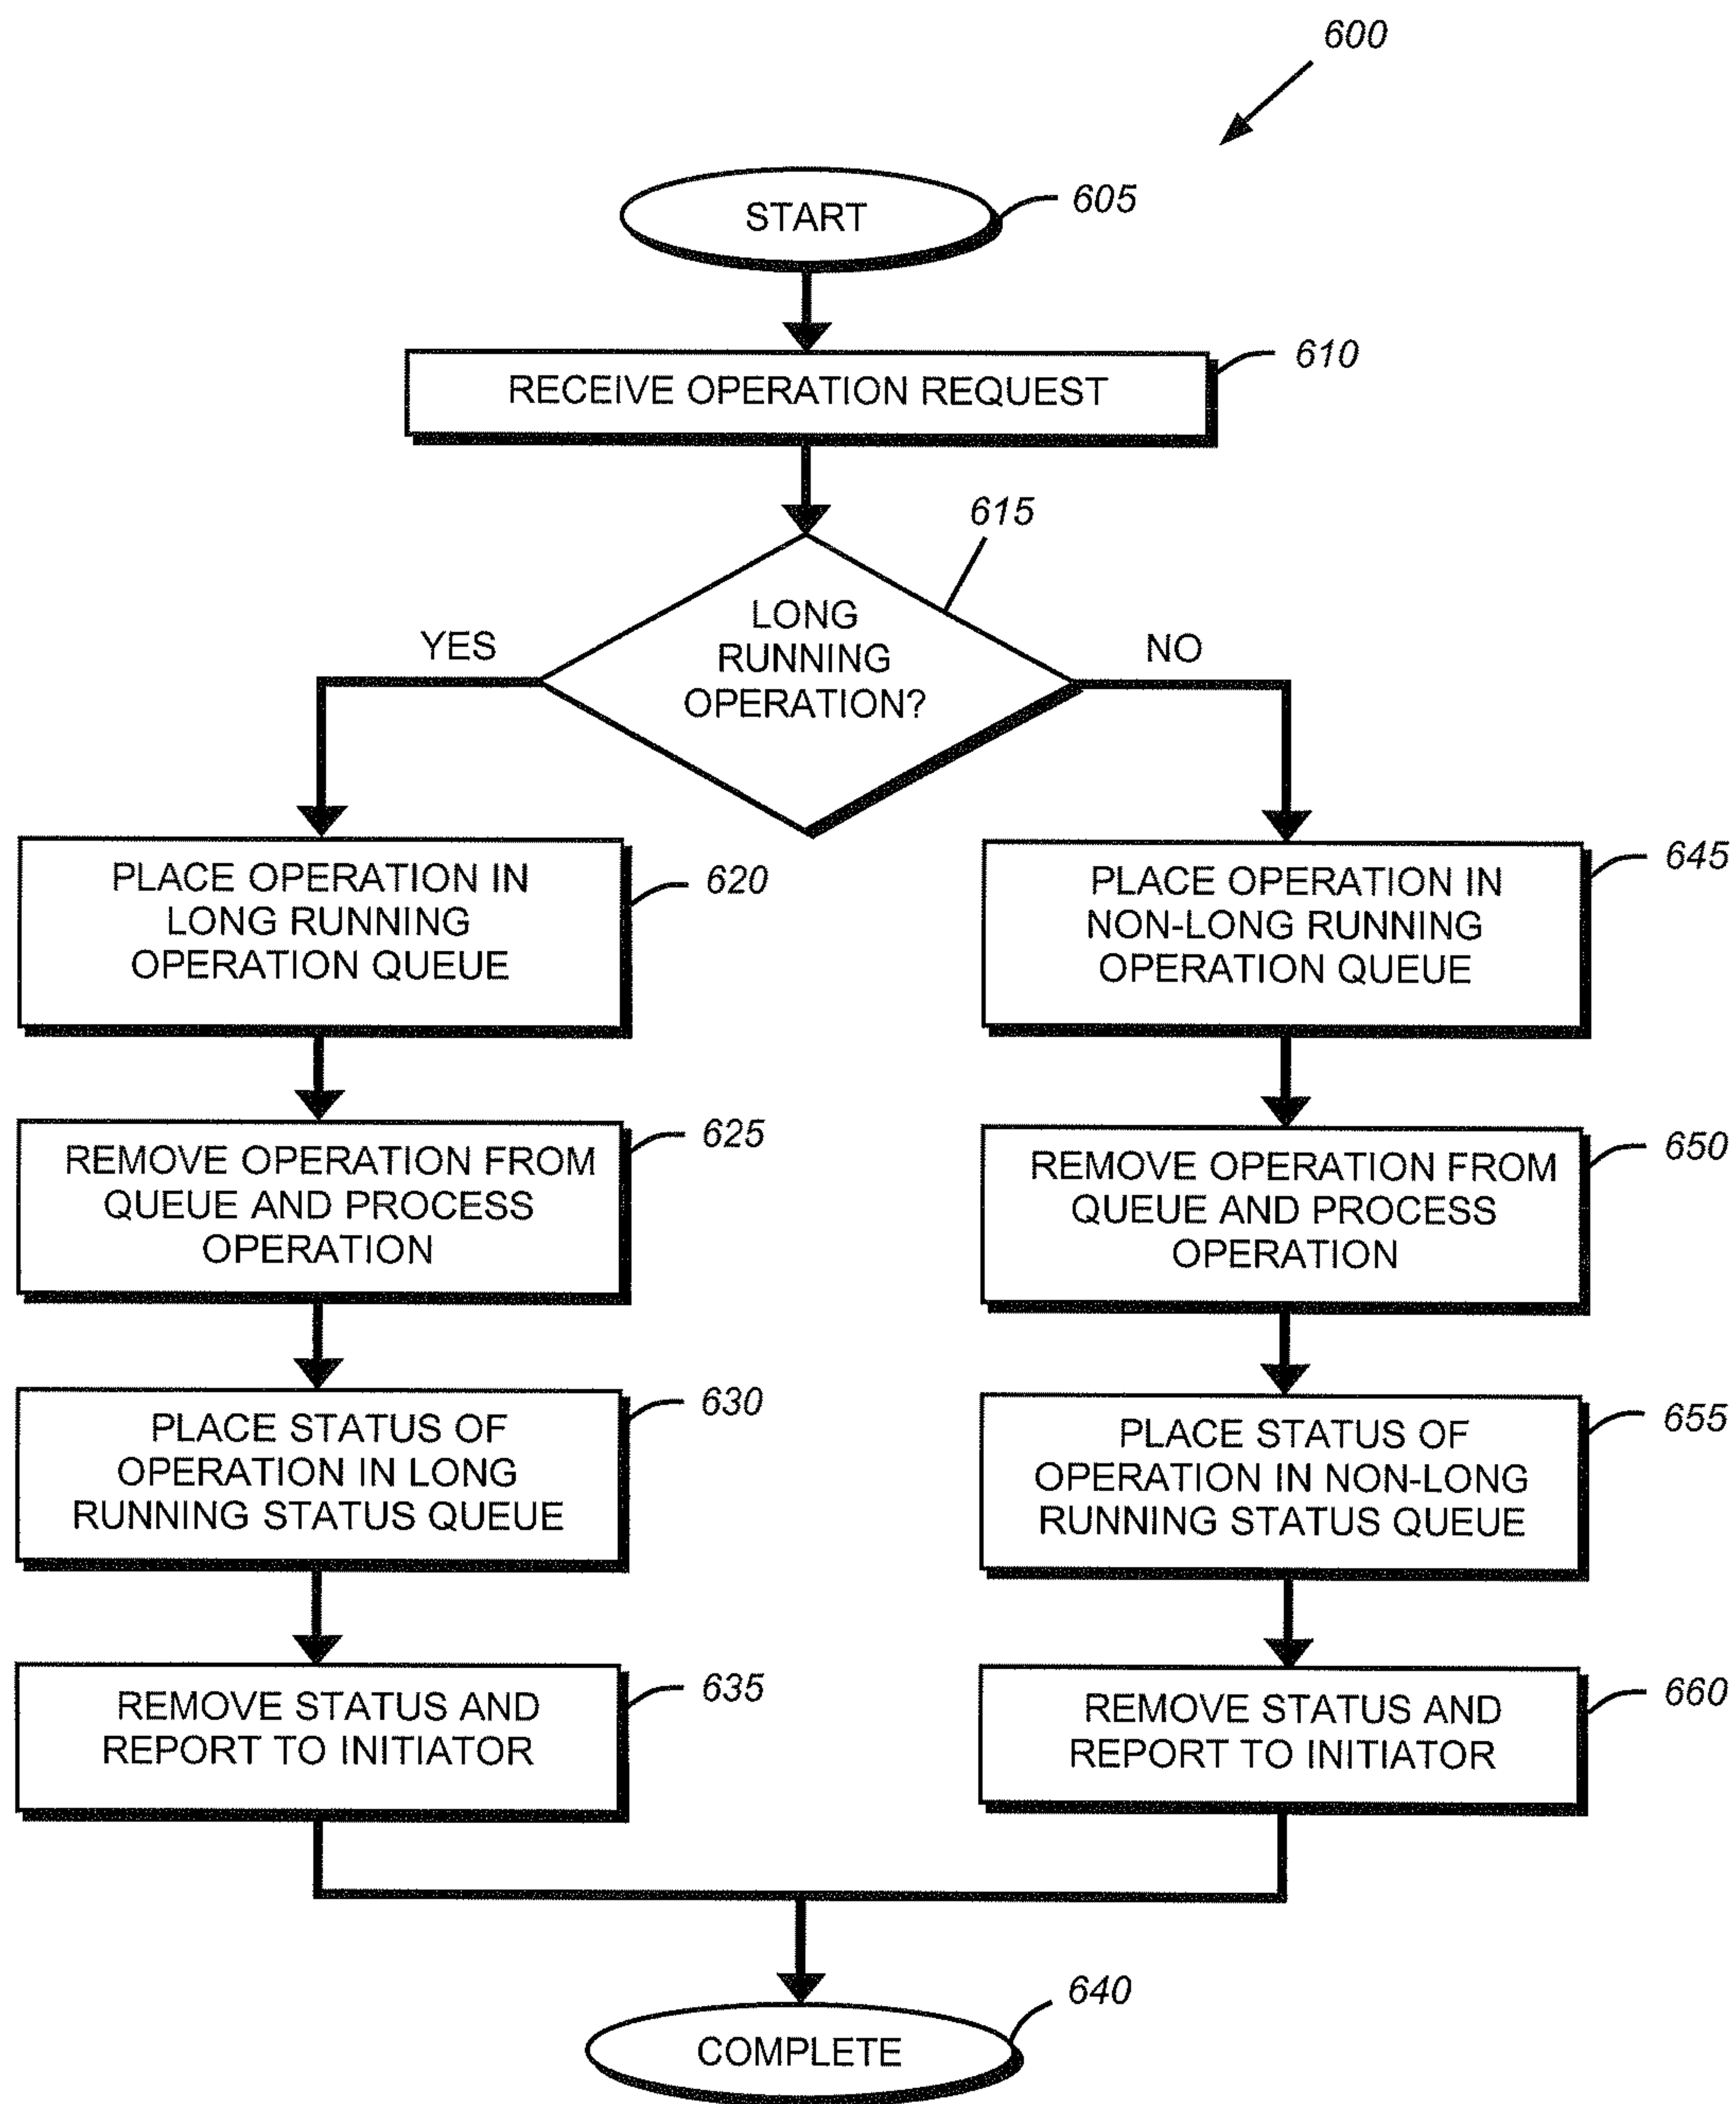 600
START
605
RECEIVE OPERATION REQUEST
610
615
LONG
RUNNING
OPERATION?
YES
NO
PLACE OPERATION IN
LONG RUNNING
OPERATION QUEUE
620
REMOVE OPERATION FROM
QUEUE AND PROCESS
OPERATION
625
PLACE STATUS OF
OPERATION IN LONG
RUNNING STATUS QUEUE
630
REMOVE STATUS AND
REPORT TO INITIATOR
635
PLACE OPERATION IN
NON-LONG RUNNING
OPERATION QUEUE
645
REMOVE OPERATION FROM
QUEUE AND PROCESS
OPERATION
650
PLACE STATUS OF
OPERATION IN NON-LONG
RUNNING STATUS QUEUE
655
REMOVE STATUS AND
REPORT TO INITIATOR
660
640
COMPLETE